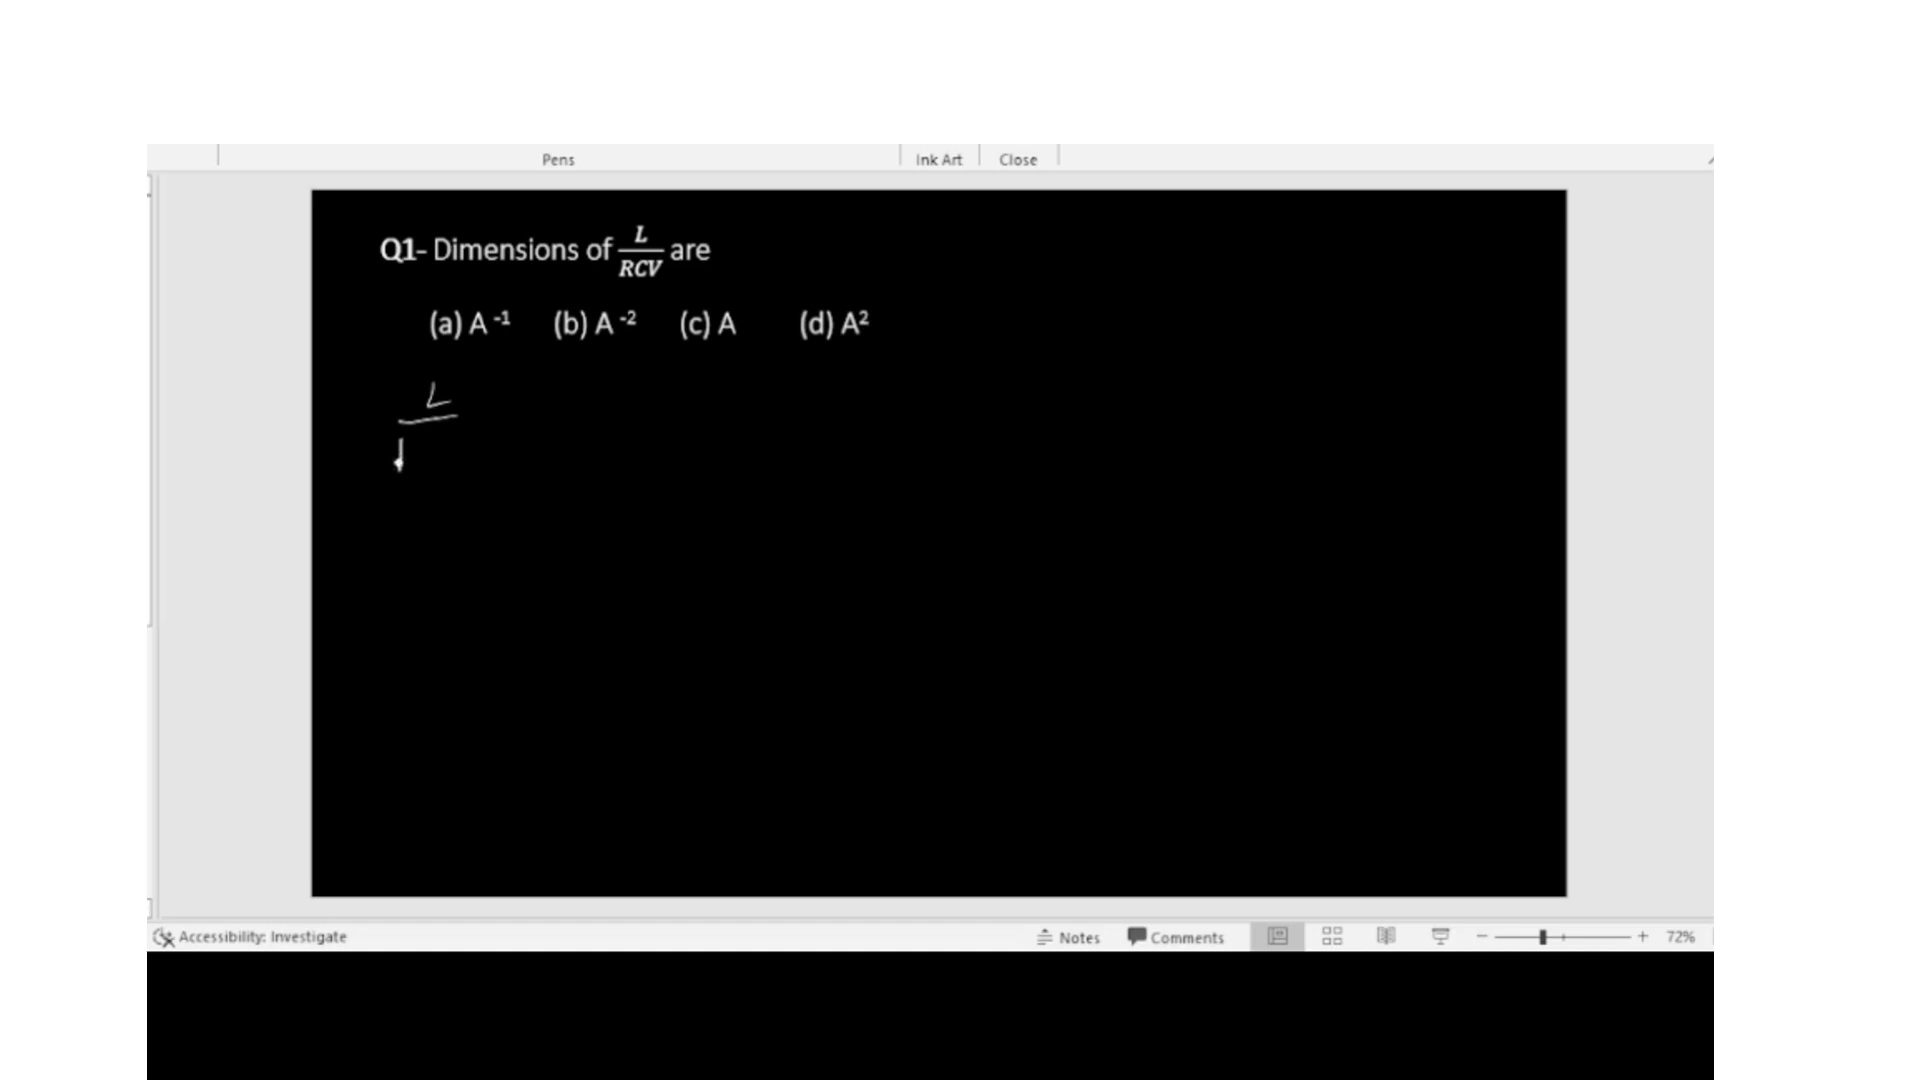 Pens Ink Art Close
Q1- Dimensions of L/RCV are
(a) A⁻¹ (b) A⁻² (c) A (d) A²
L
Accessibility: Investigate Notes Comments 72%